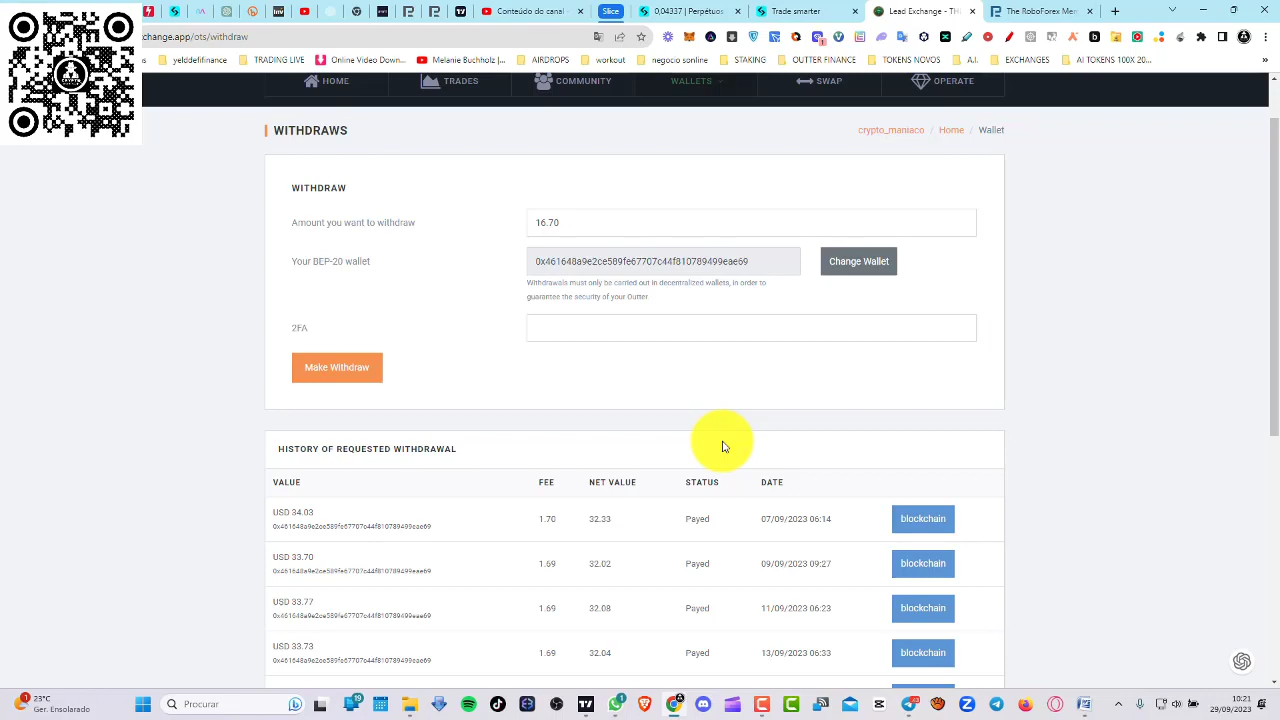 Conteúdo do canal
Slice
0,04337 | Perpetuo
Trade smarter
Lead Exchange - TH
The RoboForex Mer
change.app/ots/withdraw
yelddefifinance
TRADING LIVE
Online Video Down...
Melanie Buchholz |...
AIRDROPS
workout
negocio sonline
STAKING
OUTTER FINANCE
TOKENS NOVOS
A.I
EXCHANGES
AI TOKENS TOIX 20...
HOME
TRADES
COMMUNITY
WALLETS
SWAP
OPERATE
WITHDRAWS
crypto_maniaco / Home / Wallet
WITHDRAW
Amount you want to withdraw
16.70
Your BEP-20 wallet
0x461648a9e2ce589fe67707c44f810789499eae69
Change Wallet
Withdrawals must only be carried out in decentralized wallets, in order to
guarantee the security of your Outter.
2FA
Make Withdraw
HISTORY OF REQUESTED WITHDRAWAL
VALUE FEE NET VALUE STATUS DATE
USD 34.03
0x461648a9e2ce589fe67707c44f810789499eae69
1.70 32.33 Payed 07/09/2023 06:14 blockchain
USD 33.70
0x461648a9e2ce589fe67707c44f810789499eae69
1.69 32.02 Payed 09/09/2023 09:27 blockchain
USD 33.77
0x461648a9e2ce589fe67707c44f810789499eae69
1.69 32.08 Payed 11/09/2023 06:23 blockchain
USD 33.73
0x461648a9e2ce589fe67707c44f810789499eae69
1.69 32.04 Payed 13/09/2023 06:33 blockchain
23°C
Ger. Ensolarado
Procurar
10:21
29/09/2023